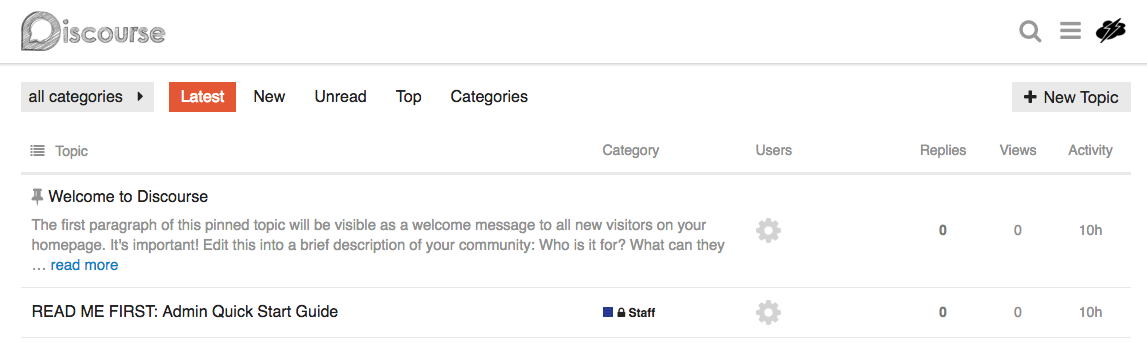 Discourse
all categories Latest New Unread Top Categories + New Topic
Topic Category Users Replies Views Activity
Welcome to Discourse
The first paragraph of this pinned topic will be visible as a welcome message to all new visitors on your
homepage. It's important! Edit this into a brief description of your community: Who is it for? What can they
… read more
0 0 10h
READ ME FIRST: Admin Quick Start Guide Staff 0 0 10h